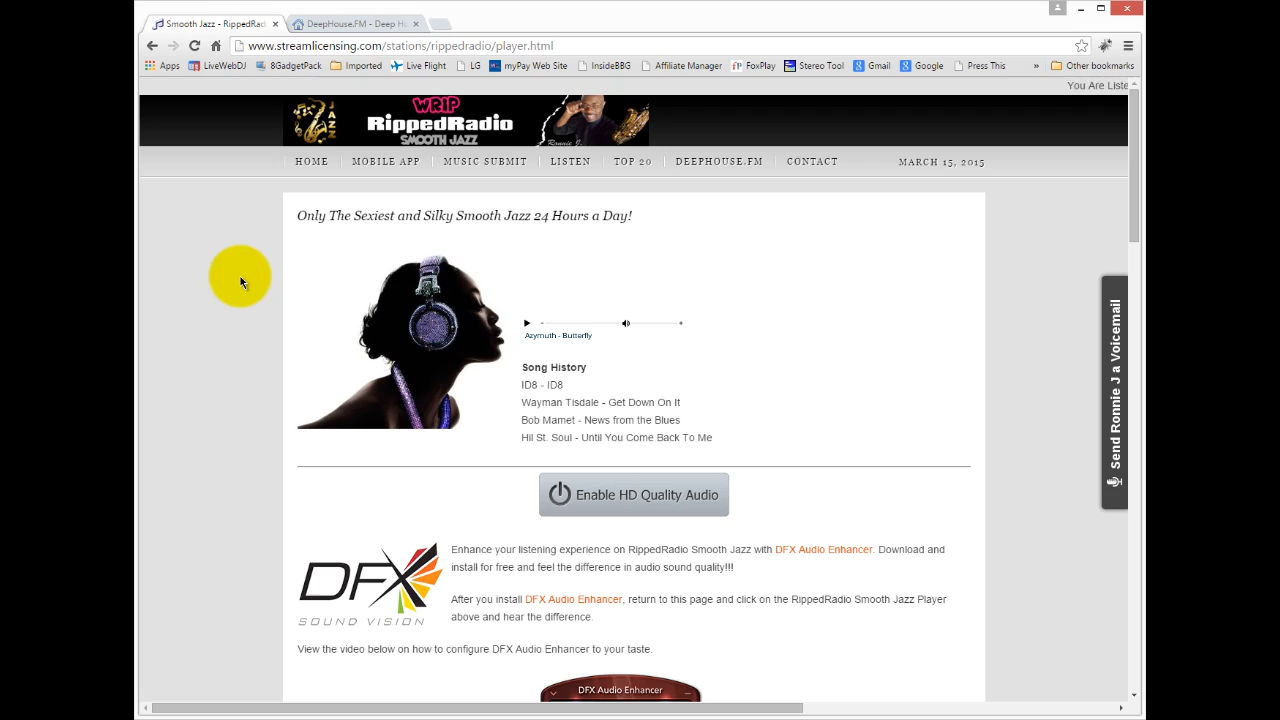 Smooth Jazz - RippedRad
DeepHouse.FM - Deep Ho
www.streamlicensing.com/stations/rippedradio/player.html
Apps LiveWebDJ 8GadgetPack Imported Live Flight LG myPay Web Site InsideBBG Affiliate Manager FoxPlay Stereo Tool Gmail Google Press This » Other bookmarks
You Are Liste
JAZZ
WRIP
RippedRadio
SMOOTH JAZZ
Ronnie J.
HOME MOBILE APP MUSIC SUBMIT LISTEN TOP 20 DEEPHOUSE.FM CONTACT MARCH 15, 2015
Only The Sexiest and Silky Smooth Jazz 24 Hours a Day!
Azymuth - Butterfly
Song History
ID8 - ID8
Wayman Tisdale - Get Down On It
Bob Mamet - News from the Blues
Hil St. Soul - Until You Come Back To Me
Send Ronnie J a Voicemail
Enable HD Quality Audio
DFX
SOUND VISION
Enhance your listening experience on RippedRadio Smooth Jazz with DFX Audio Enhancer. Download and
install for free and feel the difference in audio sound quality!!!
After you install DFX Audio Enhancer, return to this page and click on the RippedRadio Smooth Jazz Player
above and hear the difference.
View the video below on how to configure DFX Audio Enhancer to your taste.
DFX Audio Enhancer